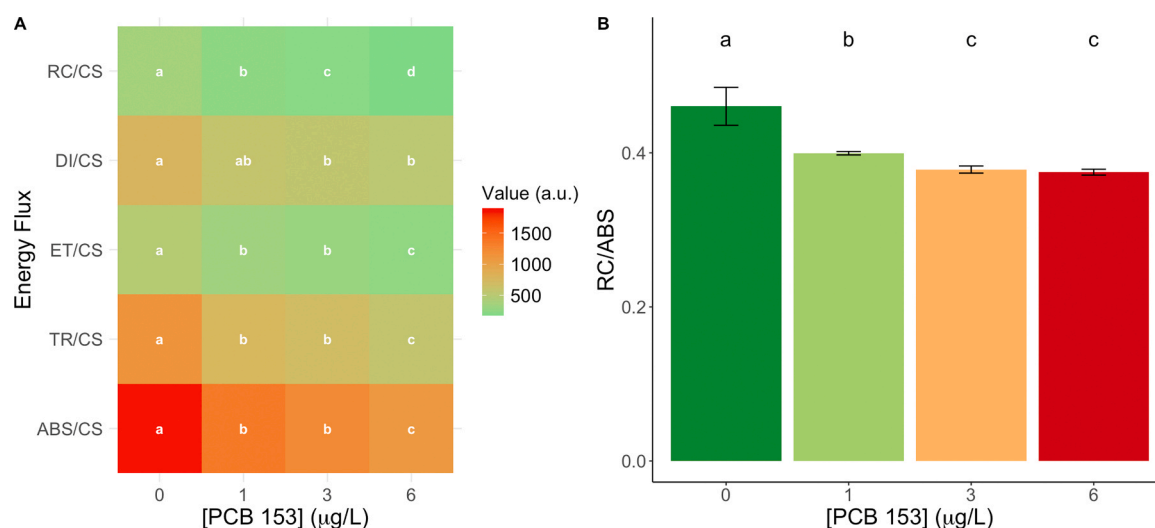 A
Energy Flux
RC/CS a b c d
DI/CS a ab b b
ET/CS a b b c
TR/CS a b b c
ABS/CS a b b c
0 1 3 6
[PCB 153] (μg/L)
Value (a.u.)
1500
1000
500
B
a b c c
RC/ABS
0.4
0.2
0.0
0 1 3 6
[PCB 153] (μg/L)